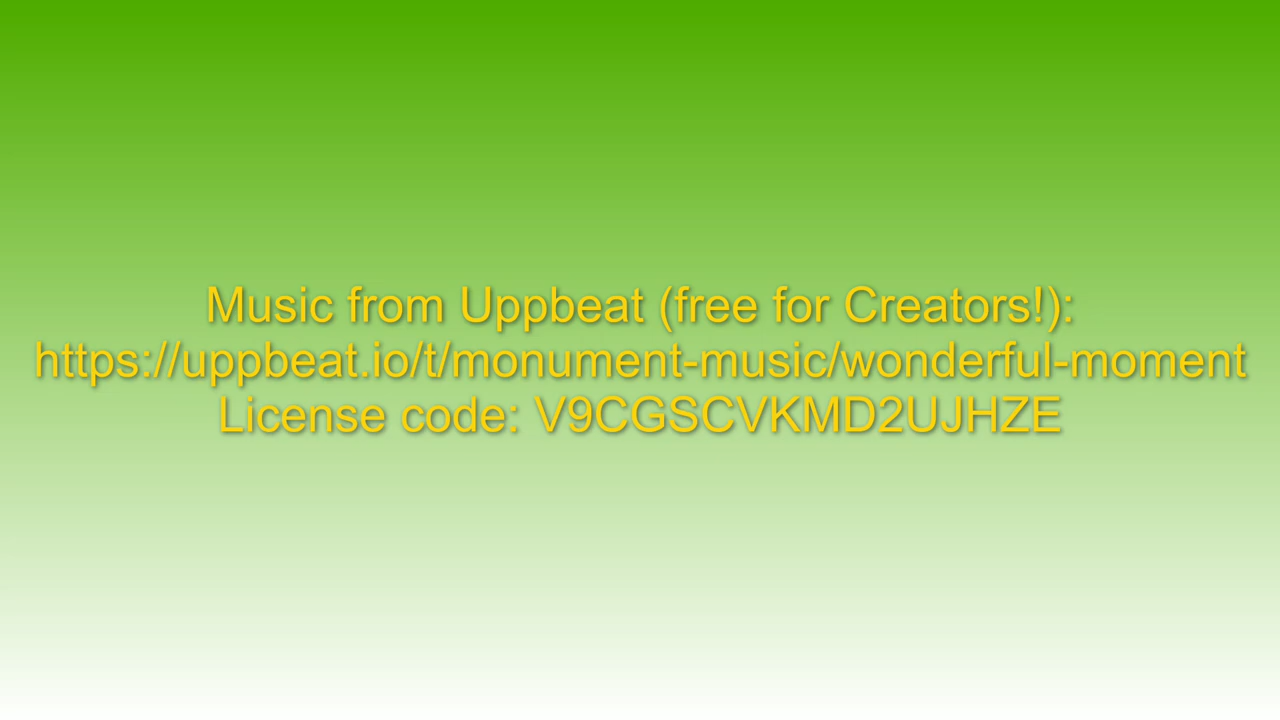 Music from Uppbeat (free for Creators!):
https://uppbeat.io/t/monument-music/wonderful-moment
License code: V9CGSCVKMD2UJHZE